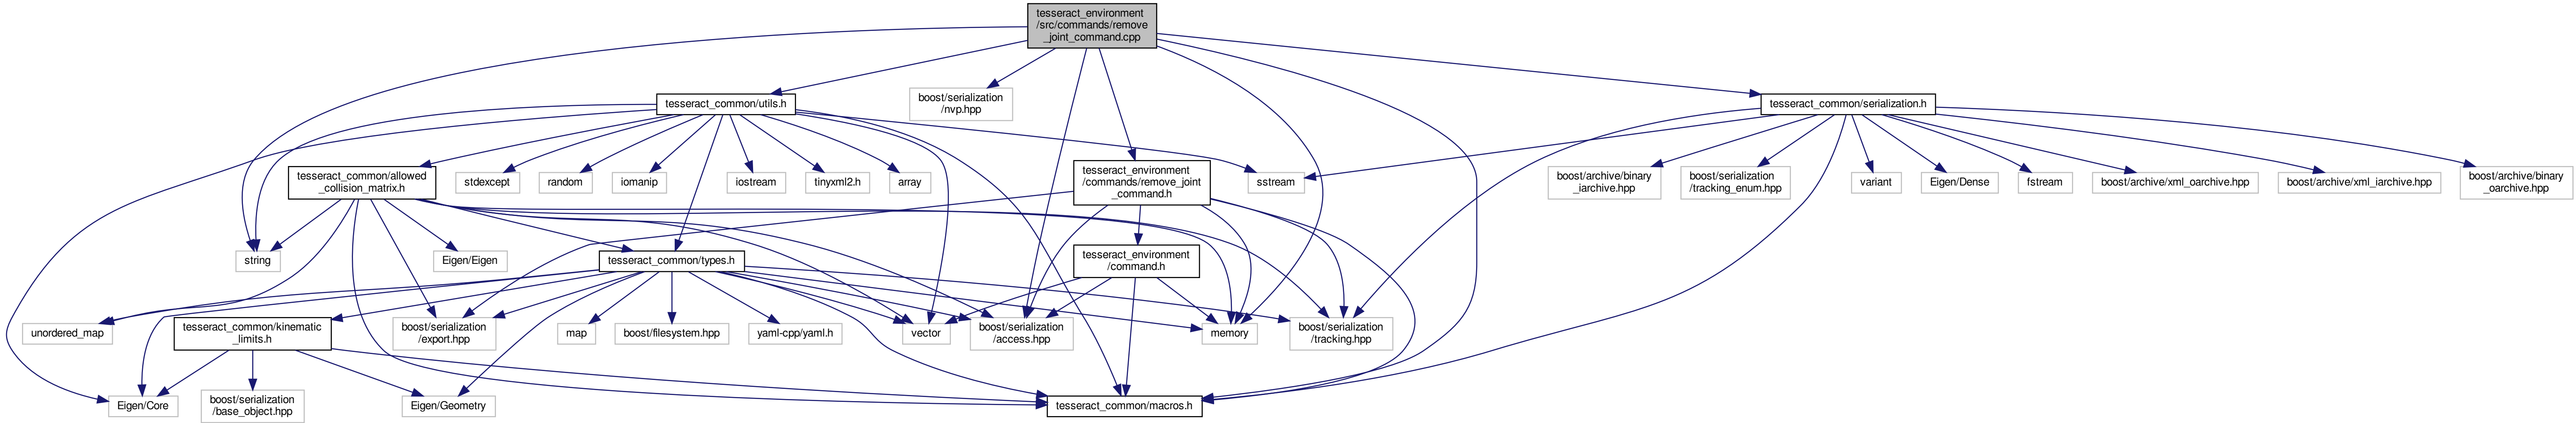 tesseract_environment
/src/commands/remove
_joint_command.cpp
tesseract_common/utils.h
boost/serialization
/nvp.hpp
tesseract_common/serialization.h
tesseract_common/allowed
_collision_matrix.h
stdexcept
random
iomanip
iostream
tinyxml2.h
array
tesseract_environment
/commands/remove_joint
_command.h
sstream
boost/archive/binary
_iarchive.hpp
boost/serialization
/tracking_enum.hpp
variant
Eigen/Dense
fstream
boost/archive/xml_oarchive.hpp
boost/archive/xml_iarchive.hpp
boost/archive/binary
_oarchive.hpp
string
Eigen/Eigen
tesseract_common/types.h
tesseract_environment
/command.h
unordered_map
tesseract_common/kinematic
_limits.h
boost/serialization
/export.hpp
map
boost/filesystem.hpp
yaml-cpp/yaml.h
vector
boost/serialization
/access.hpp
memory
boost/serialization
/tracking.hpp
Eigen/Core
boost/serialization
/base_object.hpp
Eigen/Geometry
tesseract_common/macros.h